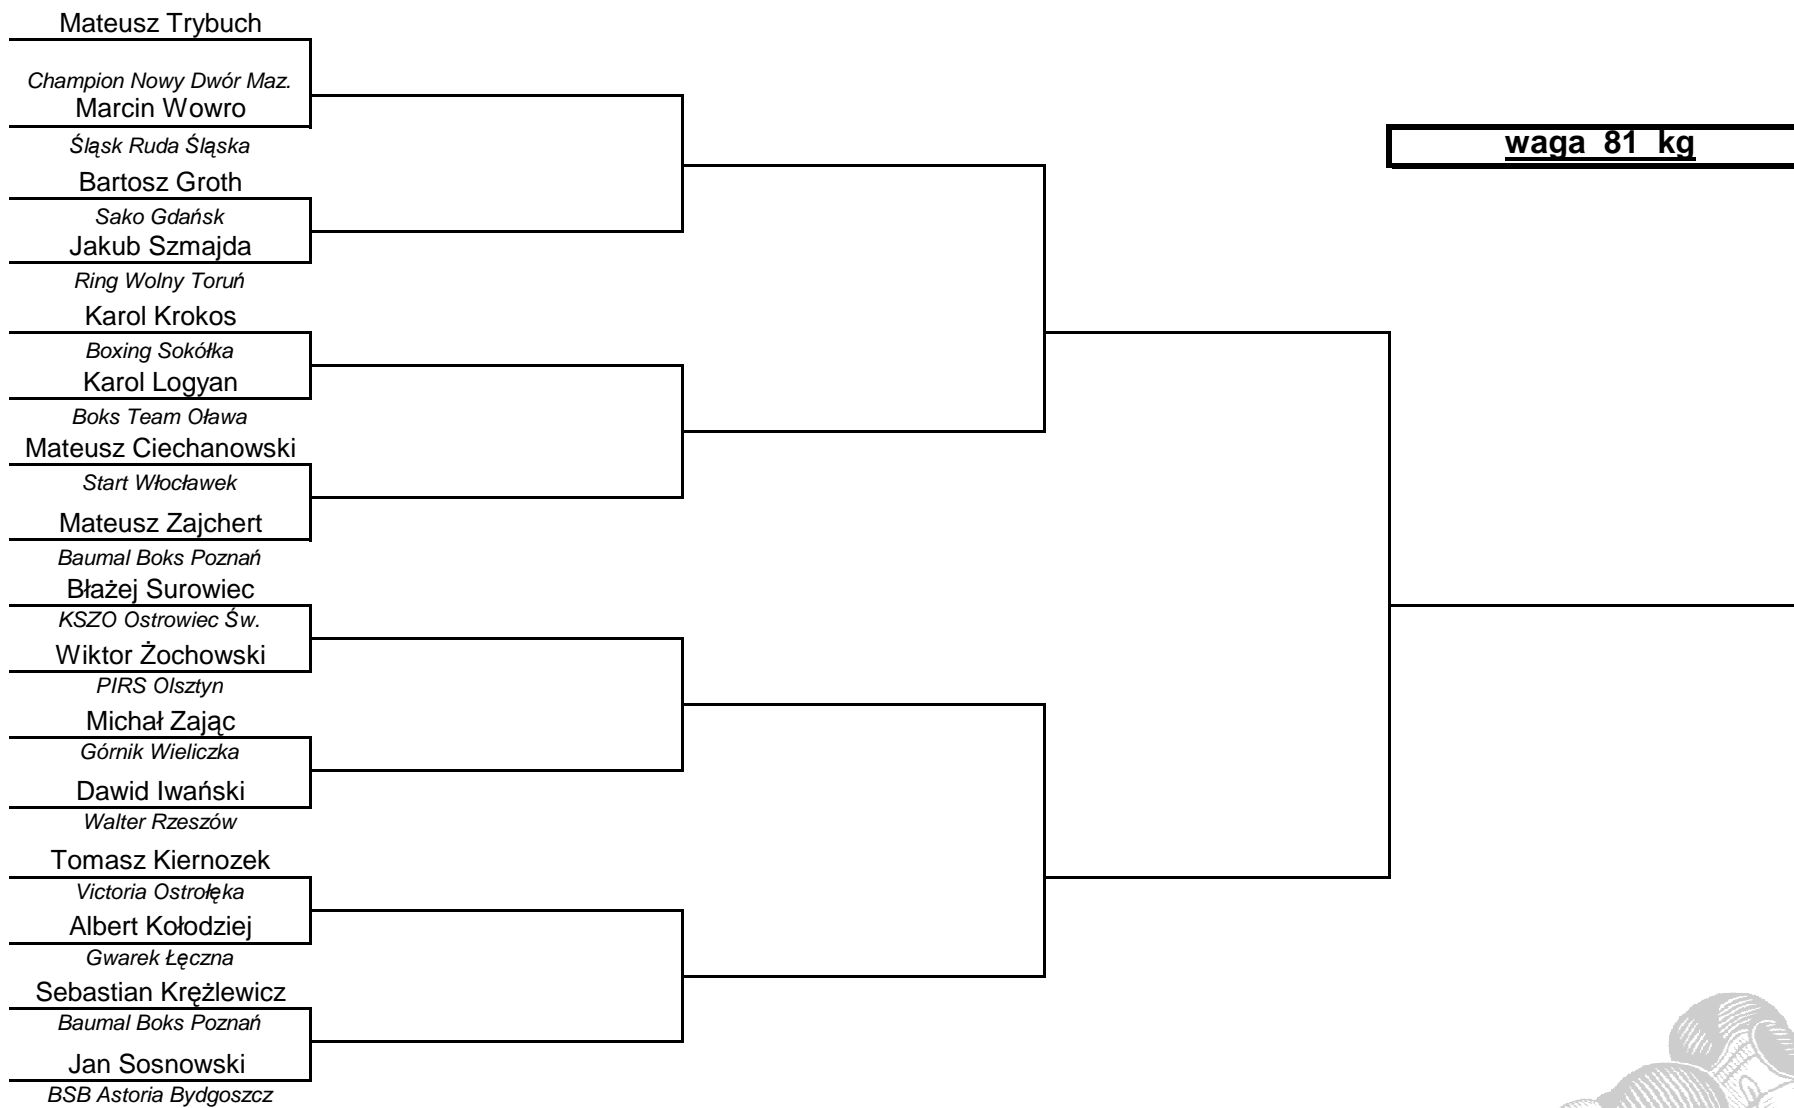 Mateusz Trybuch
Champion Nowy Dwór Maz.
Marcin Wowro
Śląsk Ruda Śląska
waga 81 kg
Bartosz Groth
Sako Gdańsk
Jakub Szmajda
Ring Wolny Toruń
Karol Krokos
Boxing Sokółka
Karol Logyan
Boks Team Oława
Mateusz Ciechanowski
Start Włocławek
Mateusz Zajchert
Baumal Boks Poznań
Błażej Surowiec
KSZO Ostrowiec Św.
Wiktor Żochowski
PIRS Olsztyn
Michał Zając
Górnik Wieliczka
Dawid Iwański
Walter Rzeszów
Tomasz Kiernozek
Victoria Ostrołęka
Albert Kołodziej
Gwarek Łęczna
Sebastian Krężlewicz
Baumal Boks Poznań
Jan Sosnowski
BSB Astoria Bydgoszcz